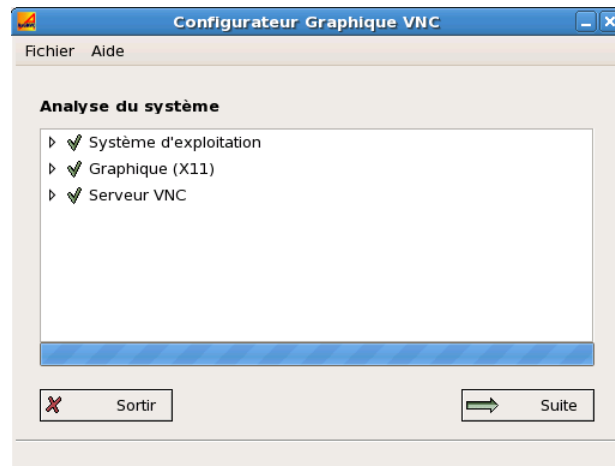 Configurateur Graphique VNC
Fichier Aide
Analyse du système
Système d'exploitation
Graphique (X11)
Serveur VNC
Sortir Suite